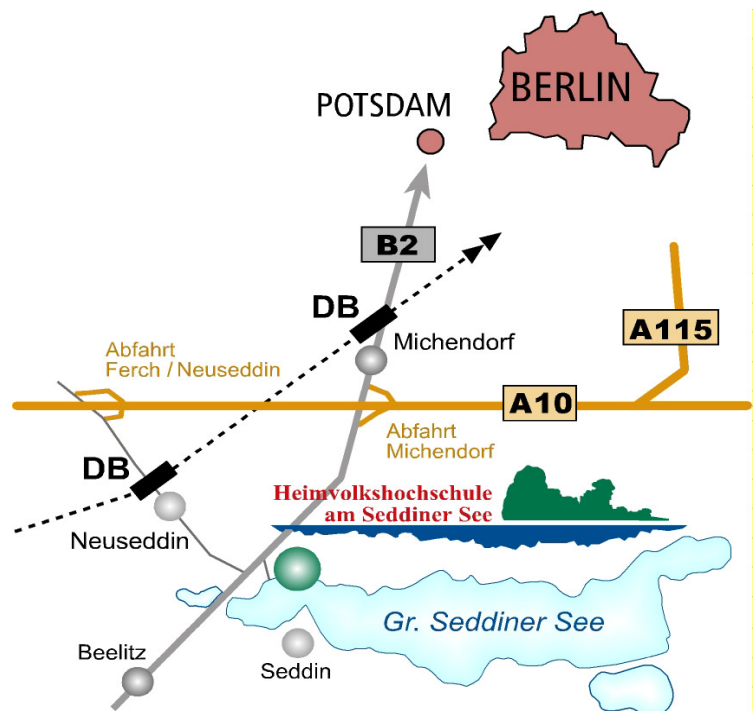 BERLIN
POTSDAM
B2
DB
A115
Michendorf
Abfahrt
Ferch / Neuseddin
A10
Abfahrt
Michendorf
DB
Heimvolkshochschule
am Seddiner See
Neuseddin
Gr. Seddiner See
Beelitz
Seddin